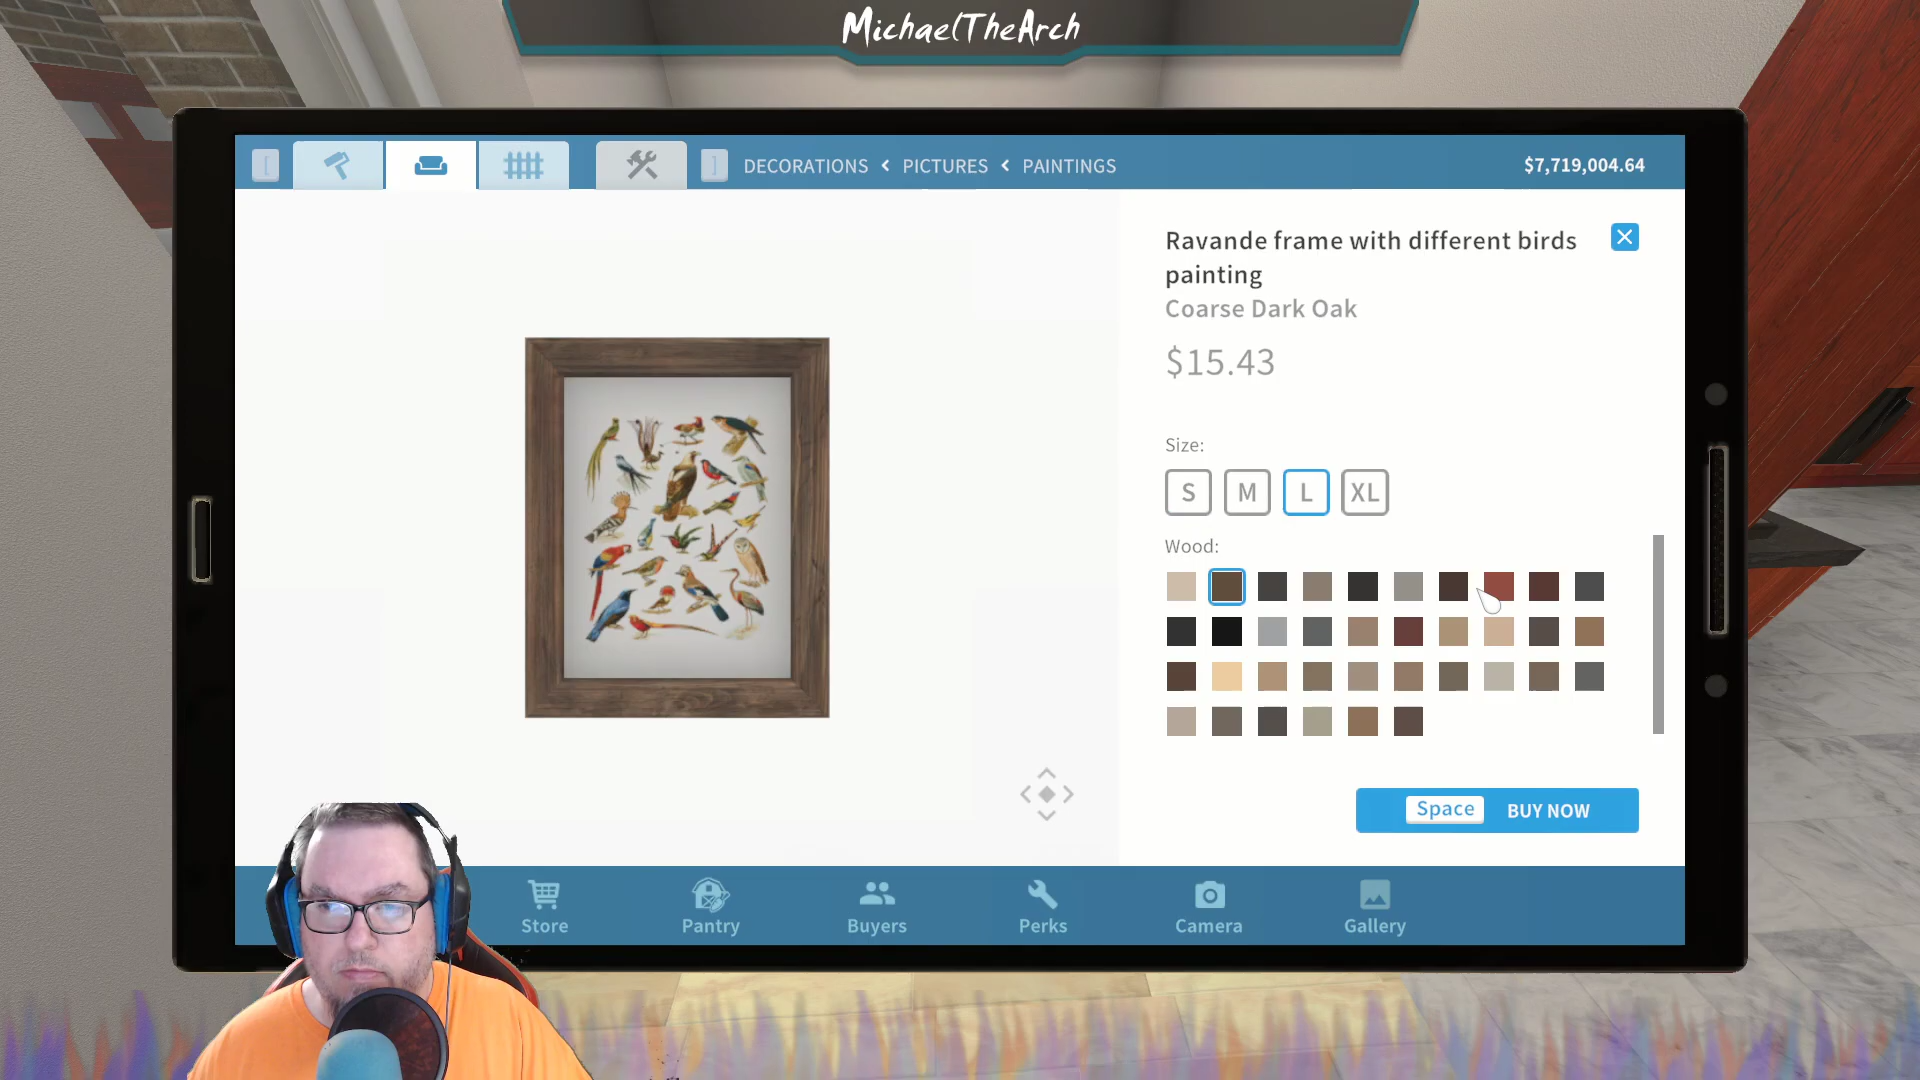 MichaelTheArch
[ ] DECORATIONS < PICTURES < PAINTINGS $7,719,004.64
Ravande frame with different birds
painting
Coarse Dark Oak
$15.43
Size:
S M L XL
Wood:
Space BUY NOW
Store Pantry Buyers Perks Camera Gallery